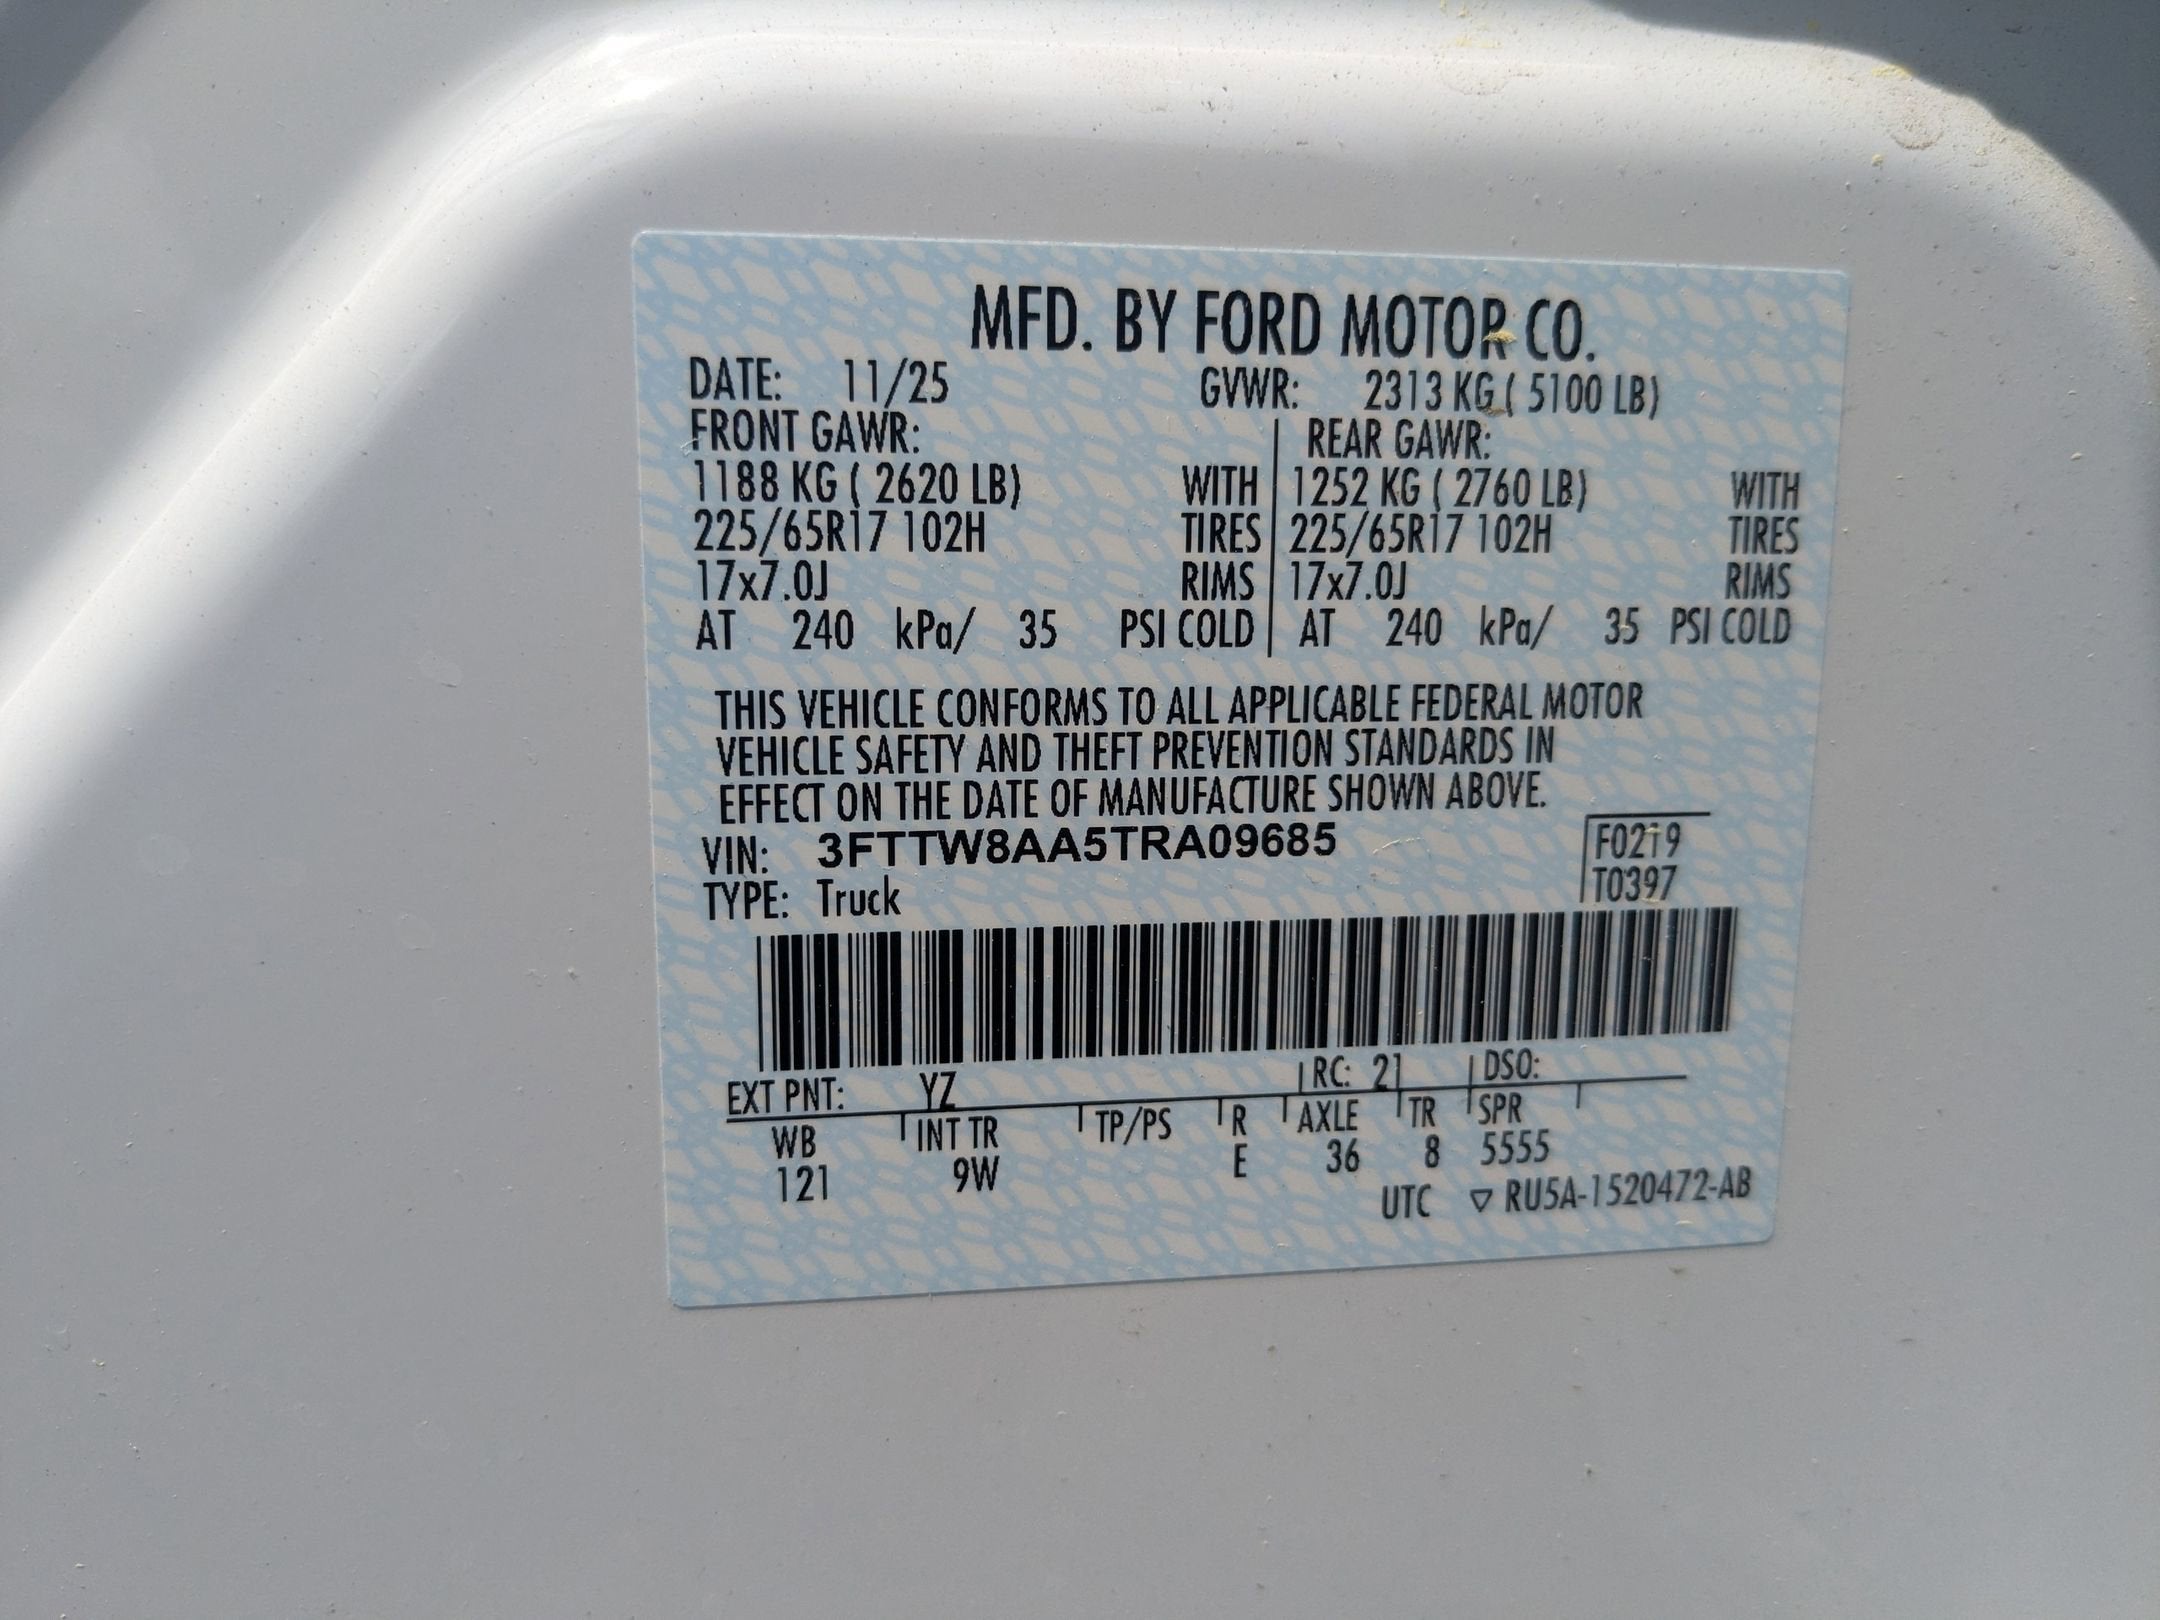 MFD. BY FORD MOTOR CO.
DATE: 11/25 GVWR: 2313 KG ( 5100 LB)
FRONT GAWR: REAR GAWR:
1188 KG ( 2620 LB) WITH 1252 KG ( 2760 LB) WITH
225/65R17 102H TIRES 225/65R17 102H TIRES
17x7.0J RIMS 17x7.0J RIMS
AT 240 kPa/ 35 PSI COLD AT 240 kPa/ 35 PSI COLD
THIS VEHICLE CONFORMS TO ALL APPLICABLE FEDERAL MOTOR
VEHICLE SAFETY AND THEFT PREVENTION STANDARDS IN
EFFECT ON THE DATE OF MANUFACTURE SHOWN ABOVE.
VIN: 3FTTW8AA5TRA09685 F0219
TYPE: Truck T0397
EXT PNT: YZ RC: 21 DSO:
WB INT TR TP/PS R AXLE TR SPR
121 9W E 36 8 5555
UTC ▽ RU5A-1520472-AB